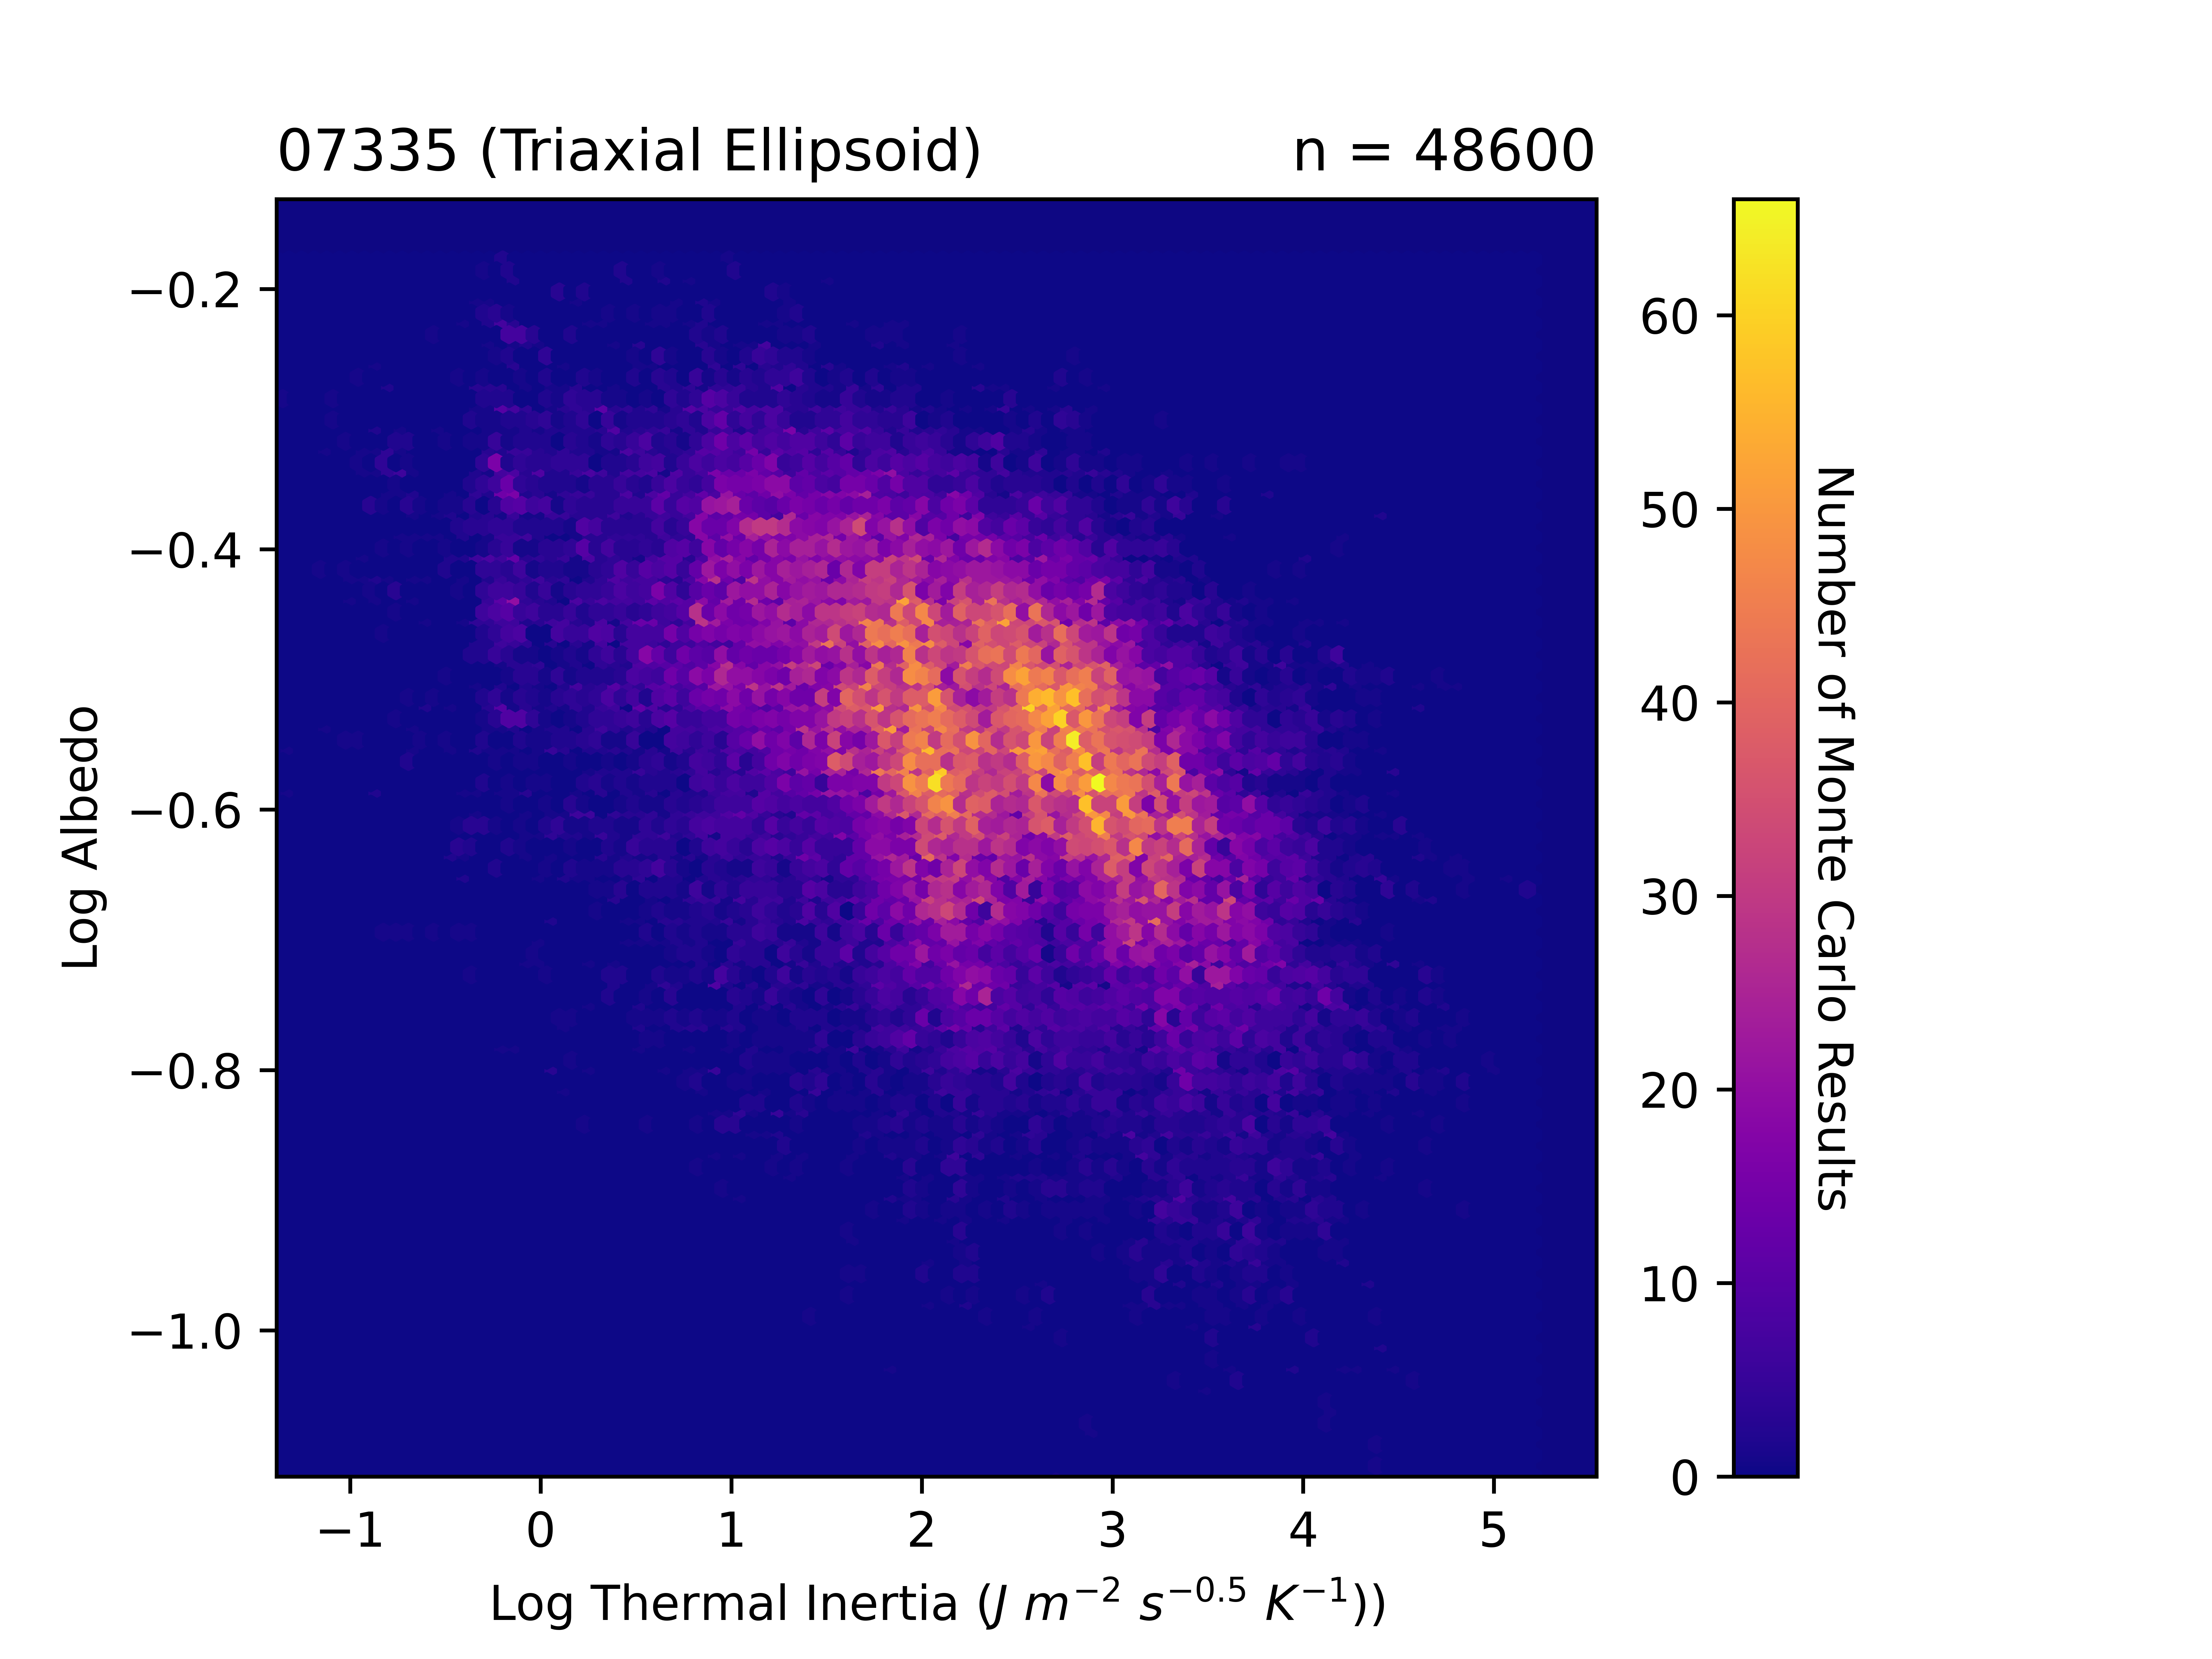 07335 (Triaxial Ellipsoid) n = 48600
−0.2
−0.4
−0.6
−0.8
−1.0
Log Albedo
−1 0 1 2 3 4 5
Log Thermal Inertia (J m⁻² s⁻⁰·⁵ K⁻¹))
60
50
40
30
20
10
0
Number of Monte Carlo Results